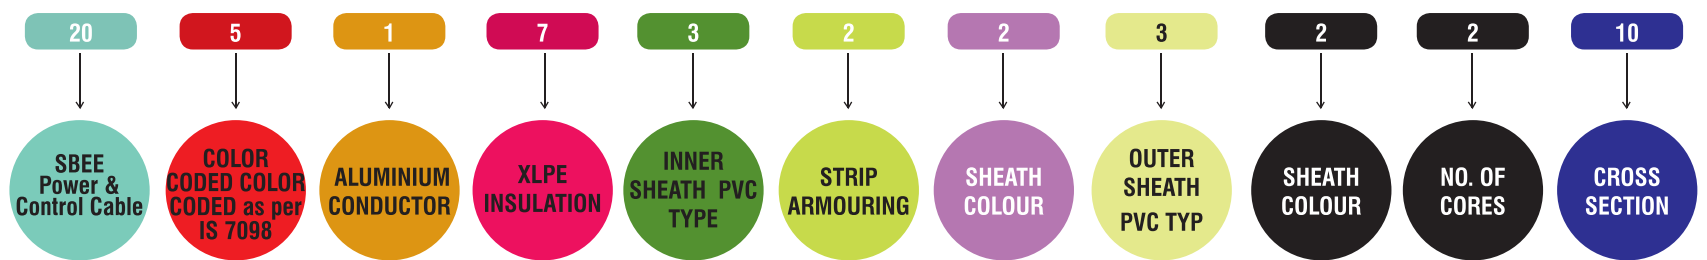 20 5 1 7 3 2 2 3 2 2 10
SBEE
Power &
Control Cable
COLOR
CODED COLOR
CODED as per
IS 7098
ALUMINIUM
CONDUCTOR
XLPE
INSULATION
INNER
SHEATH PVC
TYPE
STRIP
ARMOURING
SHEATH
COLOUR
OUTER
SHEATH
PVC TYP
SHEATH
COLOUR
NO. OF
CORES
CROSS
SECTION